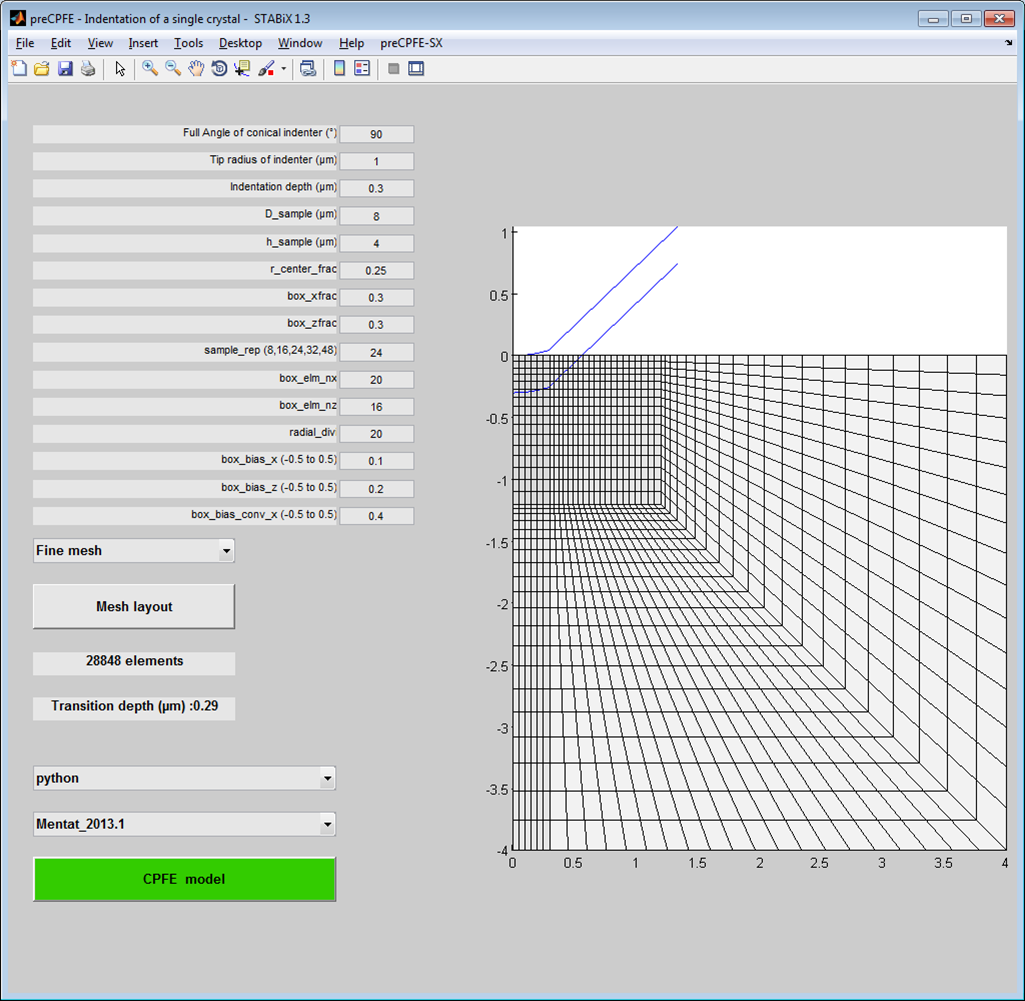 preCPFE - Indentation of a single crystal - STABiX 1.3
File Edit View Insert Tools Desktop Window Help preCPFE-SX
Full Angle of conical indenter (°) 90
Tip radius of indenter (µm) 1
Indentation depth (µm) 0.3
D_sample (µm) 8
h_sample (µm) 4
r_center_frac 0.25
box_xfrac 0.3
box_zfrac 0.3
sample_rep (8,16,24,32,48) 24
box_elm_nx 20
box_elm_nz 16
radial_div 20
box_bias_x (-0.5 to 0.5) 0.1
box_bias_z (-0.5 to 0.5) 0.2
box_bias_conv_x (-0.5 to 0.5) 0.4
Fine mesh
Mesh layout
28848 elements
Transition depth (µm) :0.29
python
Mentat_2013.1
CPFE model
1
0.5
0
-0.5
-1
-1.5
-2
-2.5
-3
-3.5
-4
0 0.5 1 1.5 2 2.5 3 3.5 4